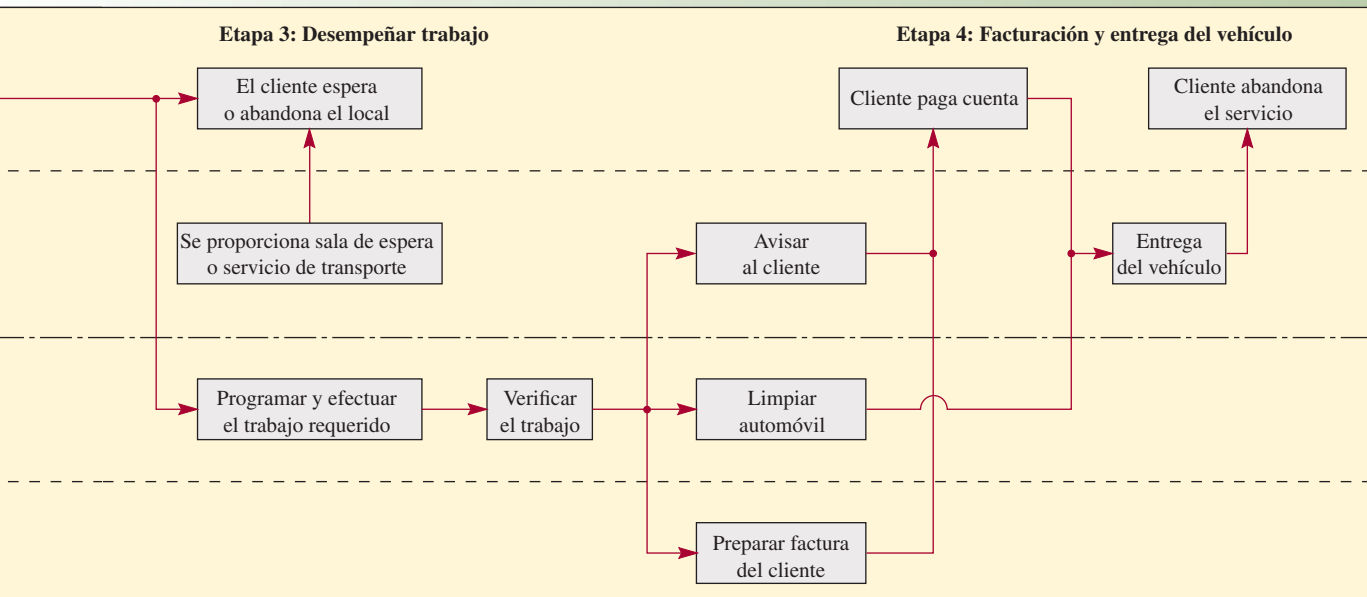 Etapa 3: Desempeñar trabajo
Etapa 4: Facturación y entrega del vehículo
El cliente espera
o abandona el local
Cliente paga cuenta
Cliente abandona
el servicio
Se proporciona sala de espera
o servicio de transporte
Avisar
al cliente
Entrega
del vehículo
Programar y efectuar
el trabajo requerido
Verificar
el trabajo
Limpiar
automóvil
Preparar factura
del cliente